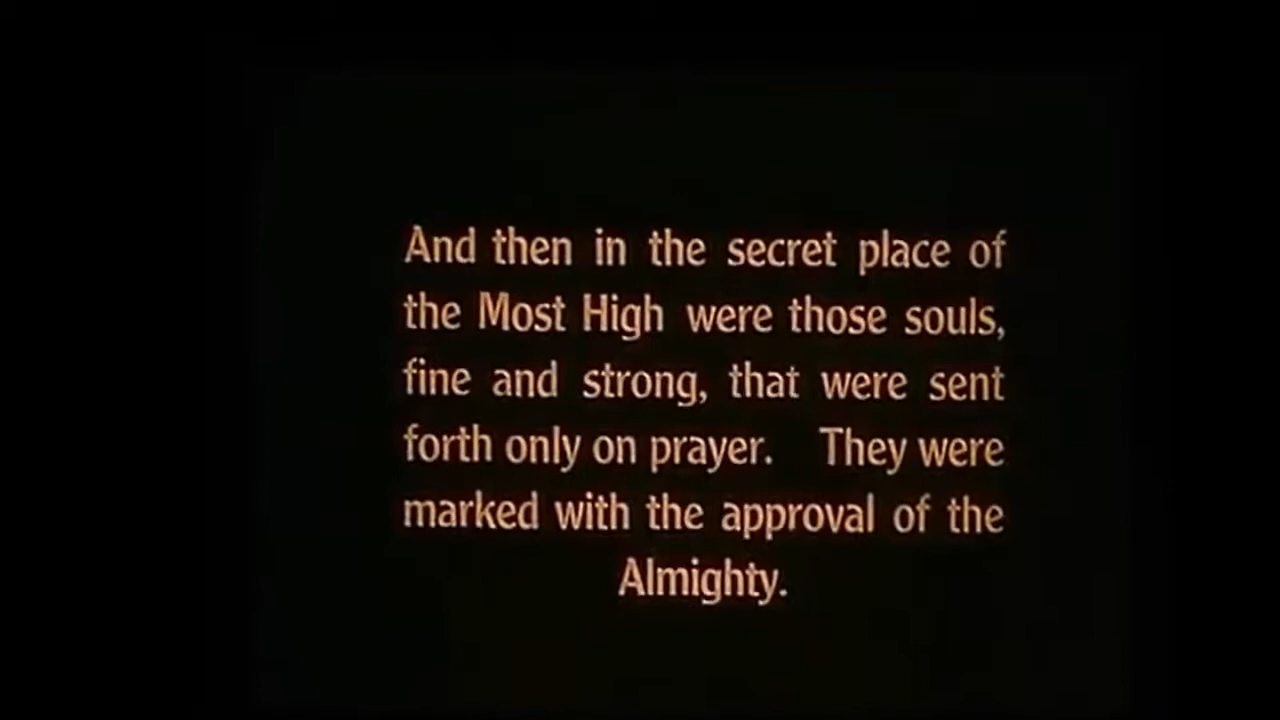 And then in the secret place of
the Most High were those souls,
fine and strong, that were sent
forth only on prayer. They were
marked with the approval of the
Almighty.